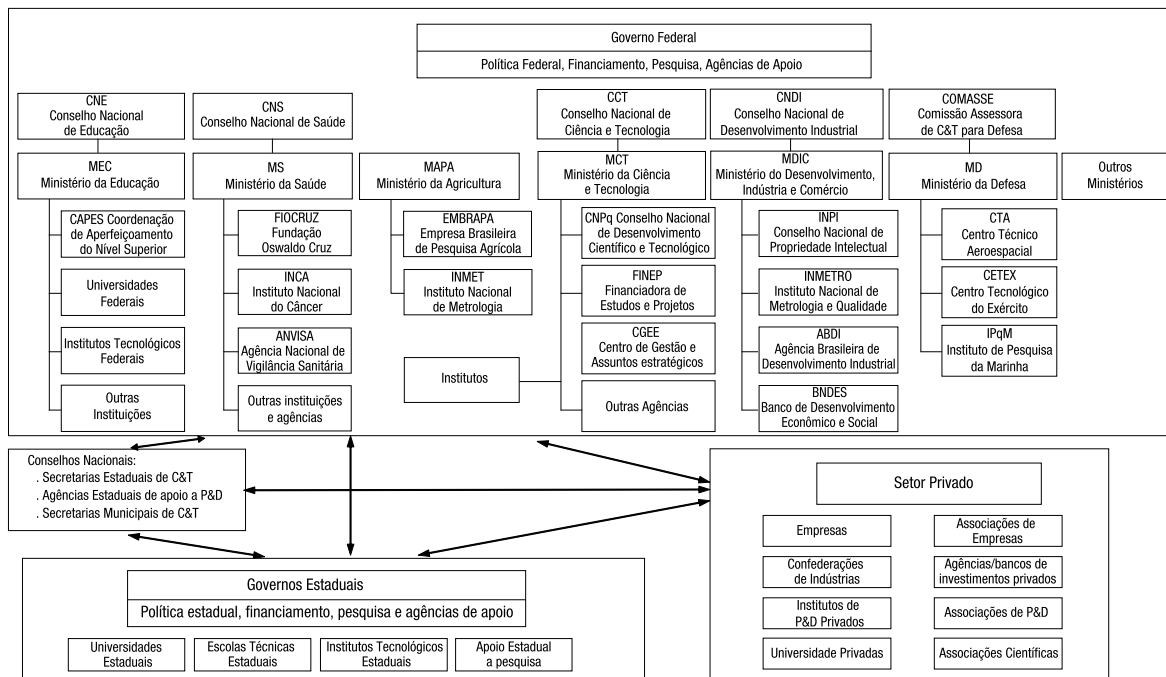 Governo Federal
Política Federal, Financiamento, Pesquisa, Agências de Apoio
CNE
Conselho Nacional
de Educação
CNS
Conselho Nacional de Saúde
CCT
Conselho Nacional de
Ciência e Tecnologia
CNDI
Conselho Nacional de
Desenvolvimento Industrial
COMASSE
Comissão Assessora
de C&T para Defesa
MEC
Ministério da Educação
MS
Ministério da Saúde
MAPA
Ministério da Agricultura
MCT
Ministério da Ciência
e Tecnologia
MDIC
Ministério do Desenvolvimento,
Indústria e Comércio
MD
Ministério da Defesa
Outros
Ministérios
CAPES Coordenação
de Aperfeiçoamento
do Nível Superior
Universidades
Federais
Institutos Tecnológicos
Federais
Outras
Instituições
FIOCRUZ
Fundação
Oswaldo Cruz
INCA
Instituto Nacional
do Câncer
ANVISA
Agência Nacional de
Vigilância Sanitária
Outras instituições
e agências
EMBRAPA
Empresa Brasileira
de Pesquisa Agrícola
INMET
Instituto Nacional
de Metrologia
Institutos
CNPq Conselho Nacional
de Desenvolvimento
Científico e Tecnológico
FINEP
Financiadora
de Estudos e Projetos
CGEE
Centro de Gestão e
Assuntos estratégicos
Outras Agências
INPI
Conselho Nacional de
Propriedade Intelectual
INMETRO
Instituto Nacional de
Metrologia e Qualidade
ABDI
Agência Brasileira de
Desenvolvimento Industrial
BNDES
Banco de Desenvolvimento
Econômico e Social
CTA
Centro Técnico
Aeroespacial
CETEX
Centro Tecnológico
do Exército
IPqM
Instituto de Pesquisa
da Marinha
Conselhos Nacionais:
. Secretarias Estaduais de C&T
. Agências Estaduais de apoio a P&D
. Secretarias Municipais de C&T
Governos Estaduais
Política estadual, financiamento, pesquisa e agências de apoio
Universidades
Estaduais
Escolas Técnicas
Estaduais
Institutos Tecnológicos
Estaduais
Apoio Estadual
a pesquisa
Setor Privado
Empresas
Associações de
Empresas
Confederações
de Indústrias
Agências/bancos de
investimentos privados
Institutos de
P&D Privados
Associações de P&D
Universidade Privadas
Associações Científicas